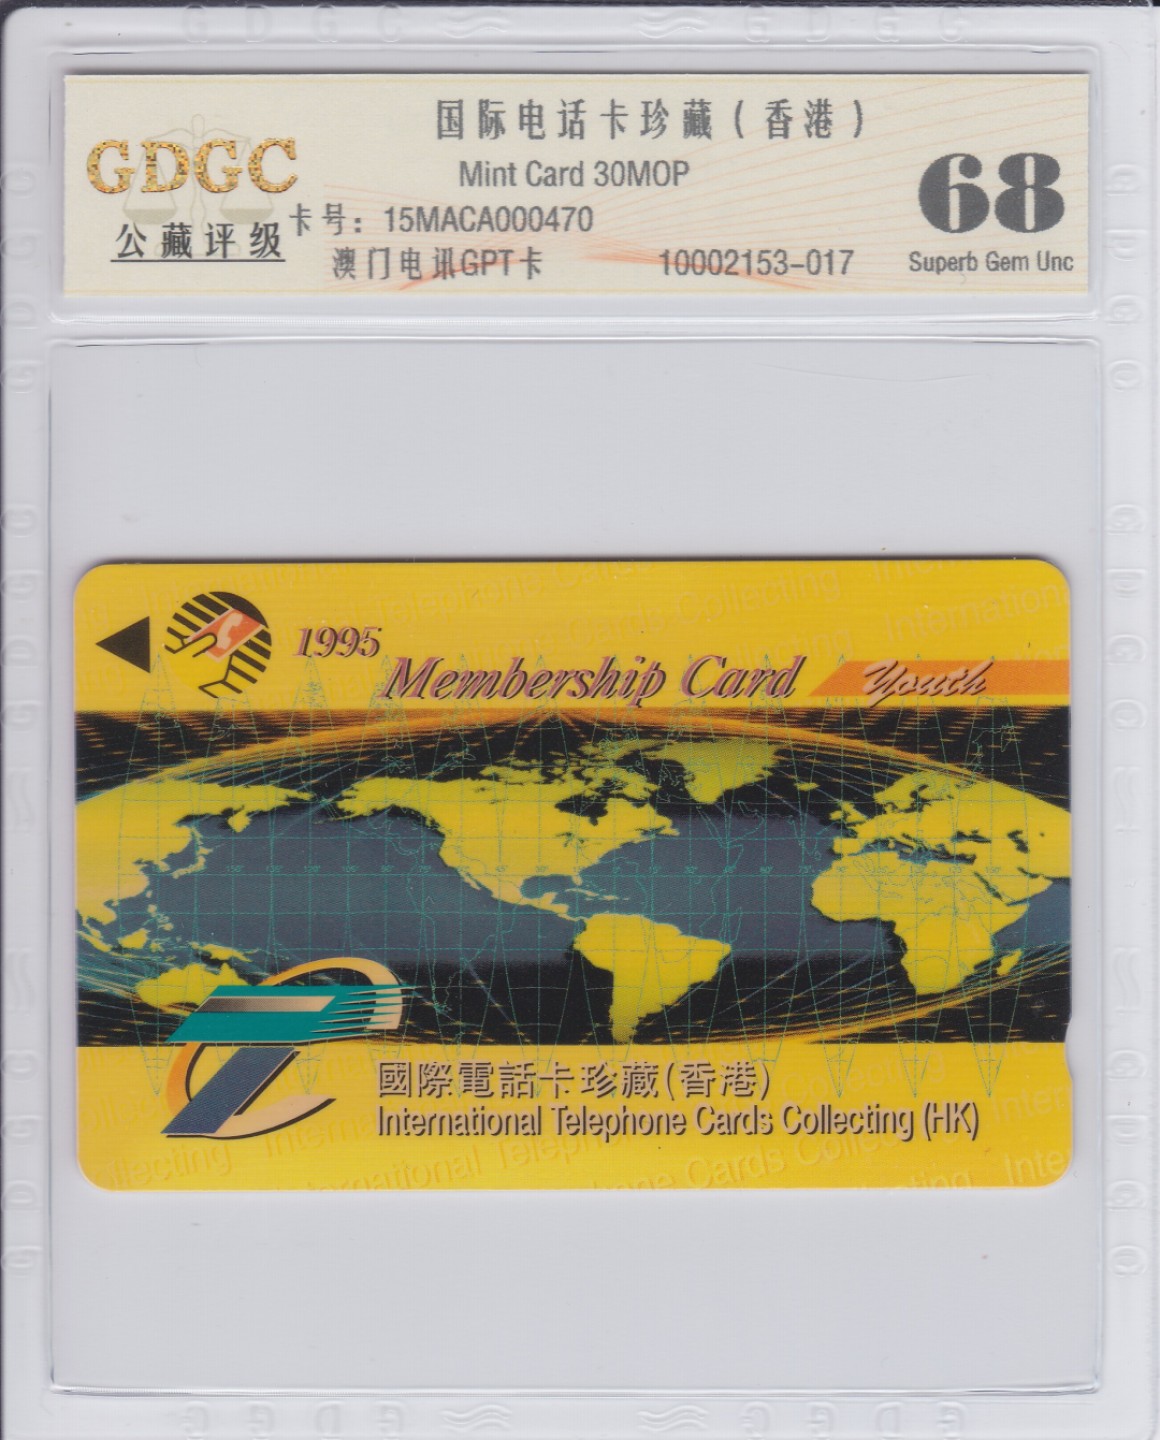 国际电话卡珍藏（香港）
GDGC
Mint Card 30MOP
68
公藏评级
卡号：15MACA000470
澳门电讯GPT卡
10002153-017
Superb Gem Unc
1995
Membership Card
Youth
國際電話卡珍藏(香港)
International Telephone Cards Collecting (HK)